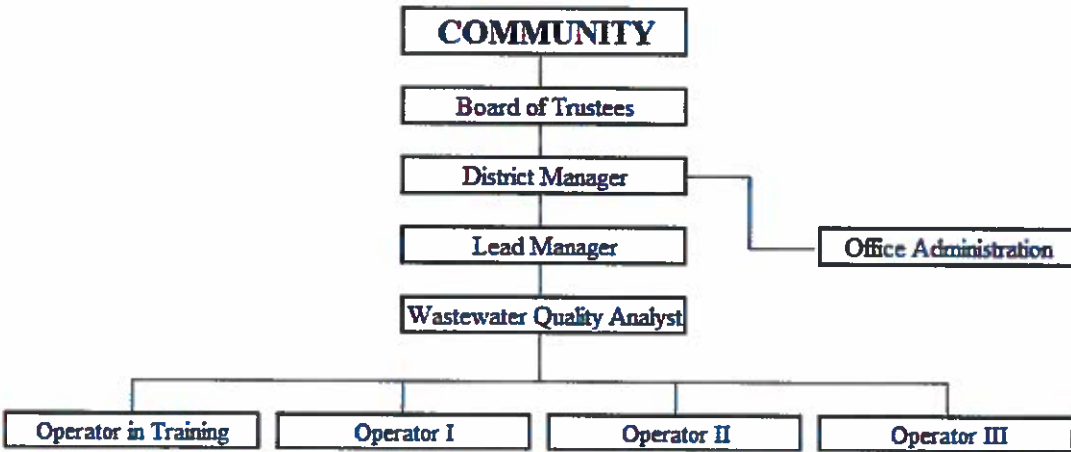 COMMUNITY
Board of Trustees
District Manager
Lead Manager
Office Administration
Wastewater Quality Analyst
Operator in Training
Operator I
Operator II
Operator III